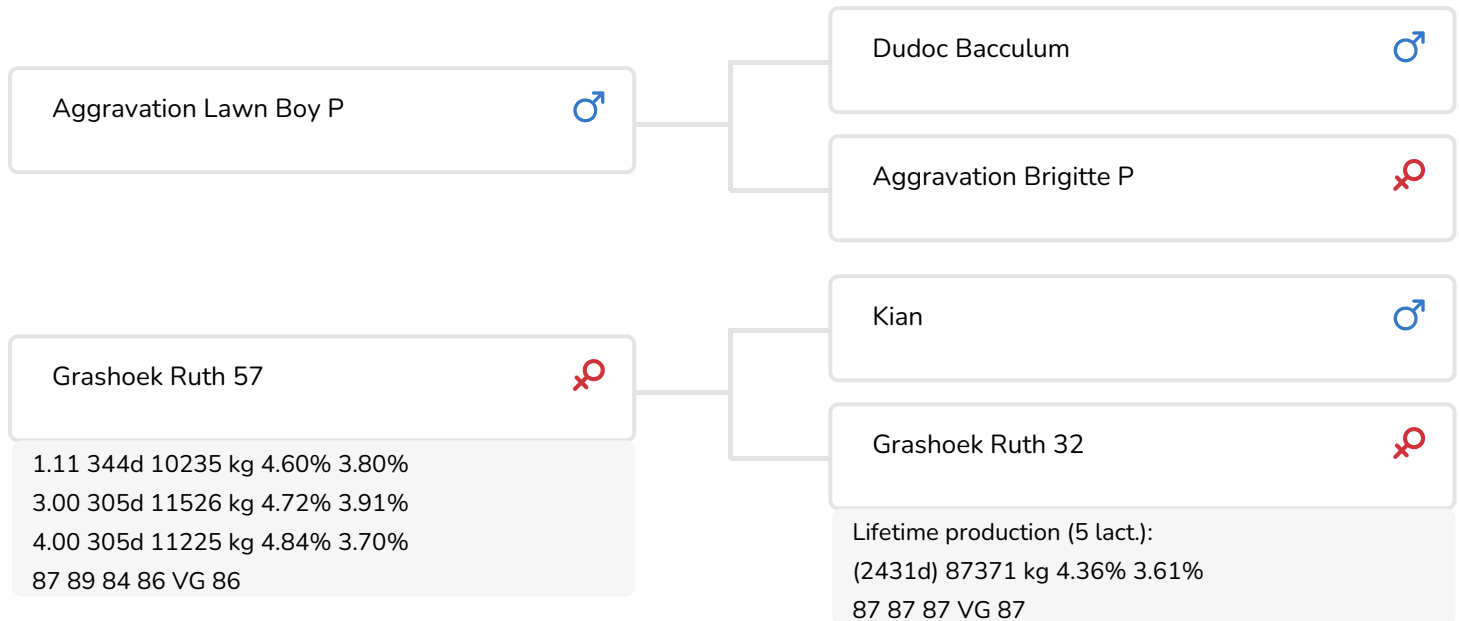 Dudoc Bacculum
Aggravation Lawn Boy P
Aggravation Brigitte P
Kian
Grashoek Ruth 57
Grashoek Ruth 32
1.11 344d 10235 kg 4.60% 3.80%
3.00 305d 11526 kg 4.72% 3.91%
4.00 305d 11225 kg 4.84% 3.70%
87 89 84 86 VG 86
Lifetime production (5 lact.):
(2431d) 87371 kg 4.36% 3.61%
87 87 87 VG 87